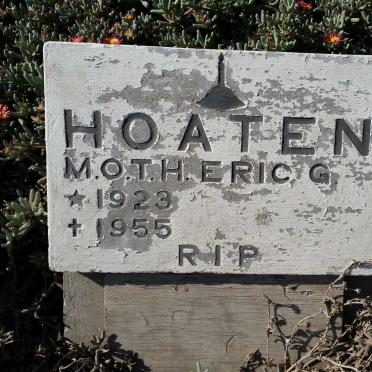 HOATEN
M.O.T.H. ERIC G.
* 1923
† 1955
RIP